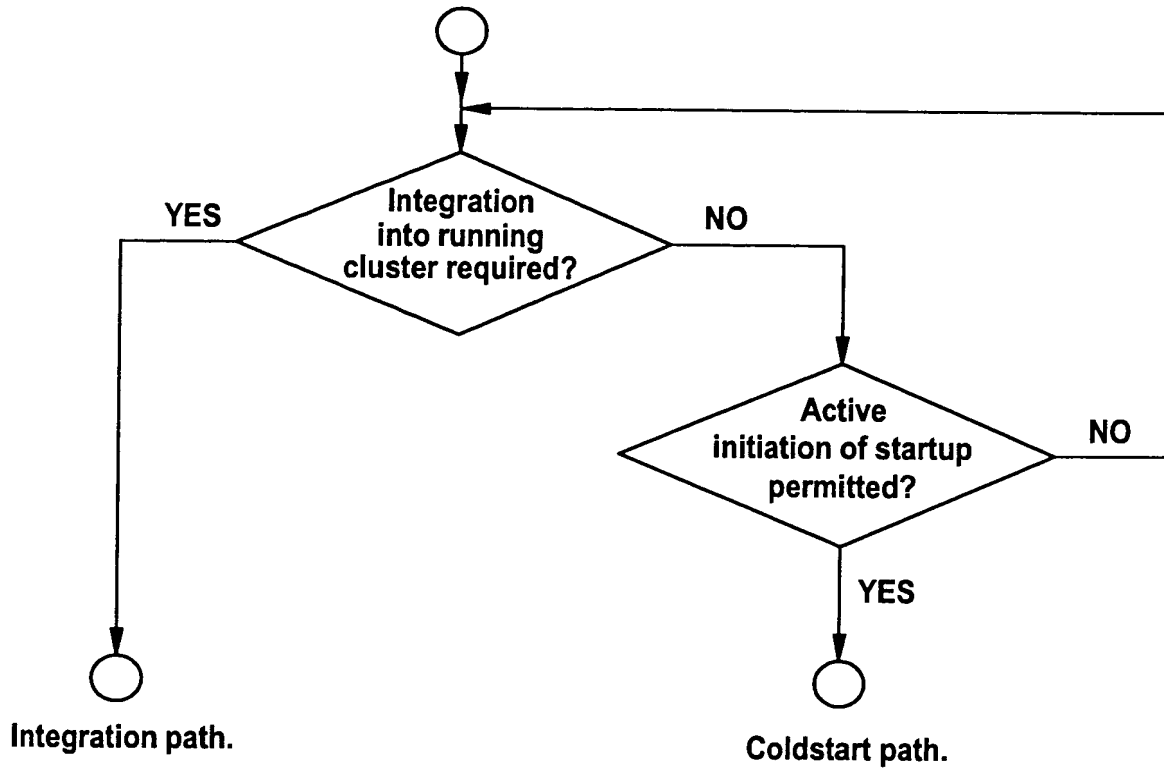 YES
Integration
into running
cluster required?
NO
Active
initiation of startup
permitted?
NO
YES
Integration path.
Coldstart path.